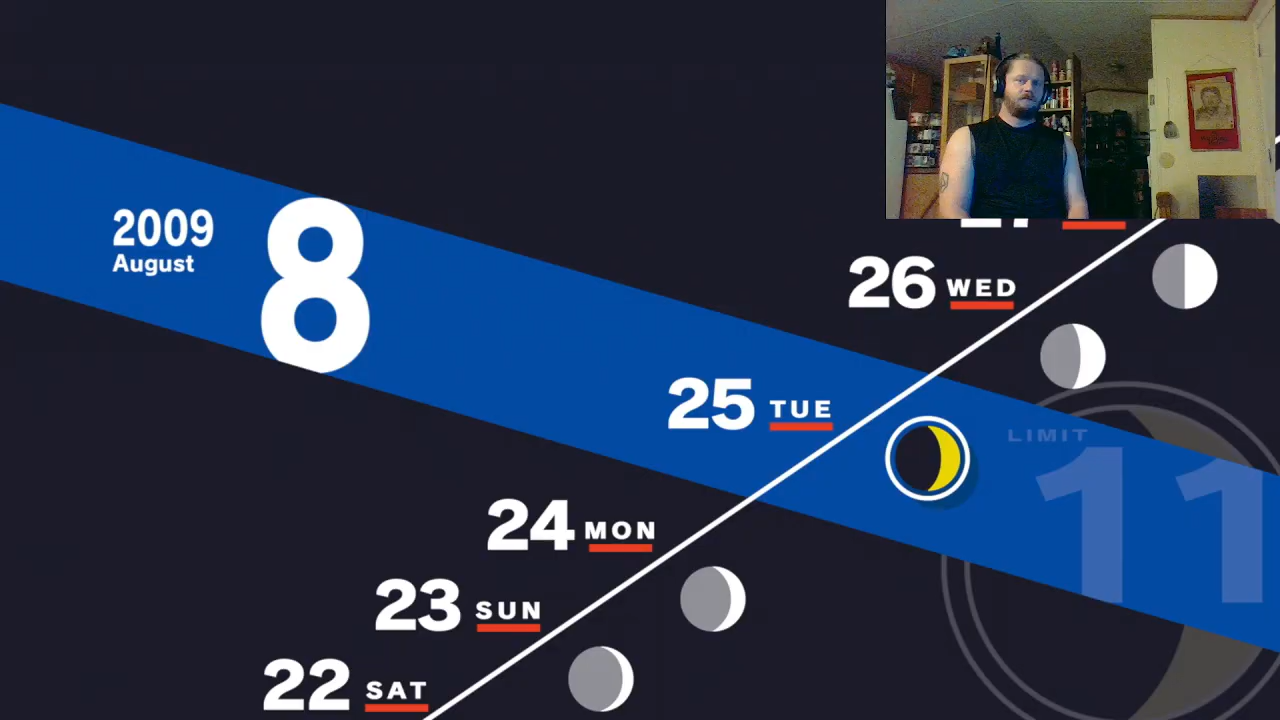 2009
August
8
26 WED
25 TUE
LIMIT
11
24 MON
23 SUN
22 SAT